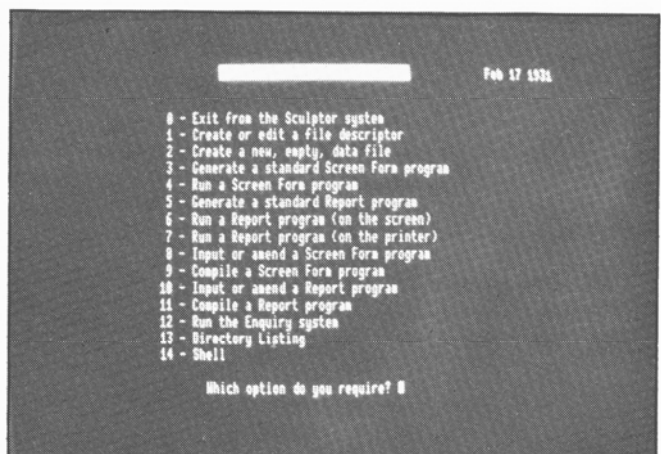 Feb 17 1931
0 - Exit from the Sculptor system
1 - Create or edit a file descriptor
2 - Create a new, empty, data file
3 - Generate a standard Screen Form program
4 - Run a Screen Form program
5 - Generate a standard Report program
6 - Run a Report program (on the screen)
7 - Run a Report program (on the printer)
8 - Input or amend a Screen Form program
9 - Compile a Screen Form program
10 - Input or amend a Report program
11 - Compile a Report program
12 - Run the Enquiry system
13 - Directory Listing
14 - Shell
Which option do you require?